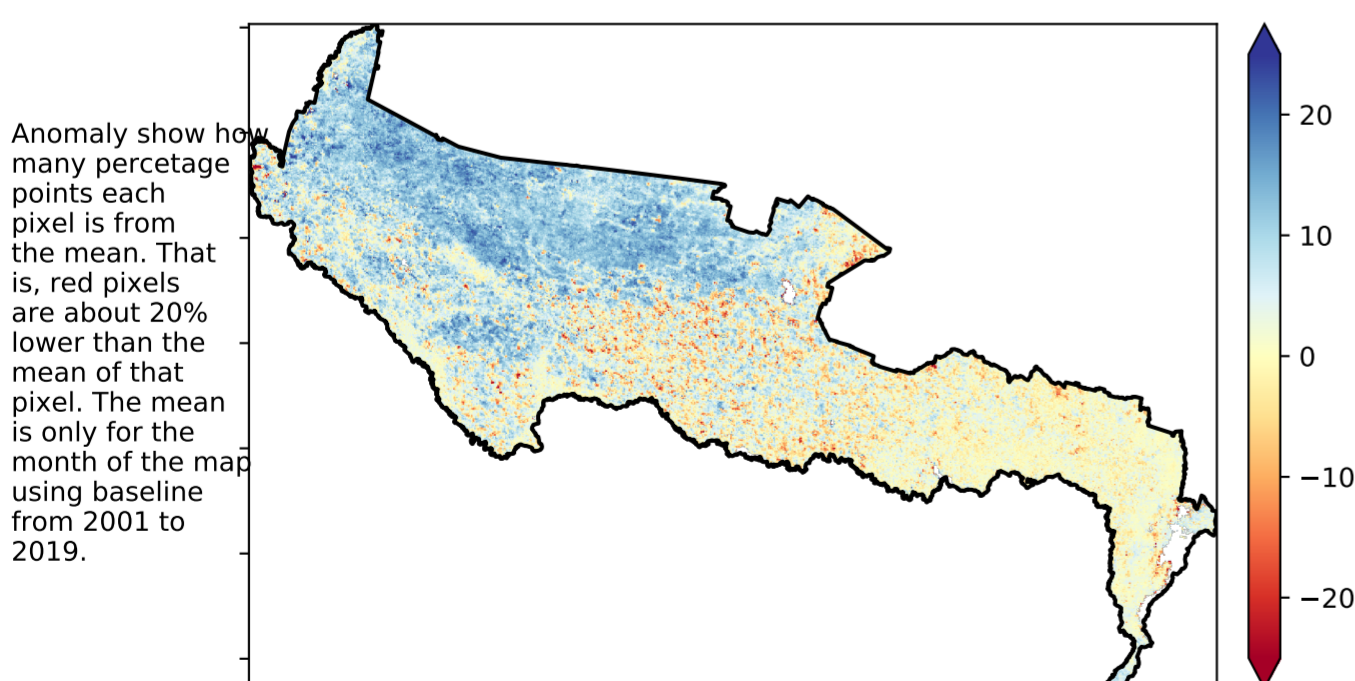 Anomaly show how
many percetage
points each
pixel is from
the mean. That
is, red pixels
are about 20%
lower than the
mean of that
pixel. The mean
is only for the
month of the map
using baseline
from 2001 to
2019.
20
10
0
−10
−20